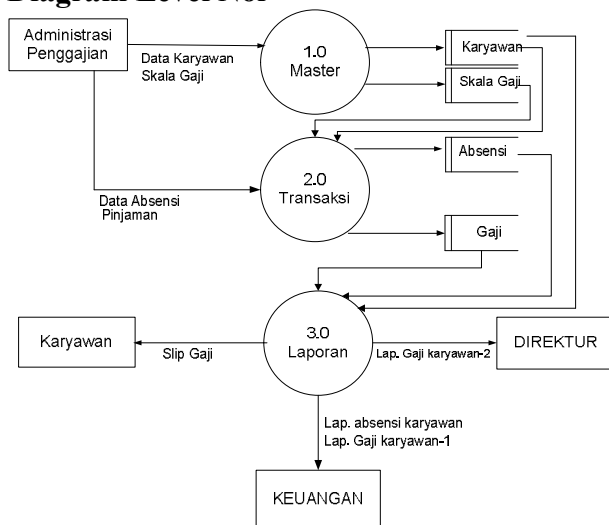 Diagram Level Nol
Administrasi
Penggajian
Data Karyawan
Skala Gaji
1.0
Master
Karyawan
Skala Gaji
Data Absensi
Pinjaman
2.0
Transaksi
Absensi
Gaji
Karyawan
Slip Gaji
3.0
Laporan
Lap. Gaji karyawan-2
DIREKTUR
Lap. absensi karyawan
Lap. Gaji karyawan-1
KEUANGAN